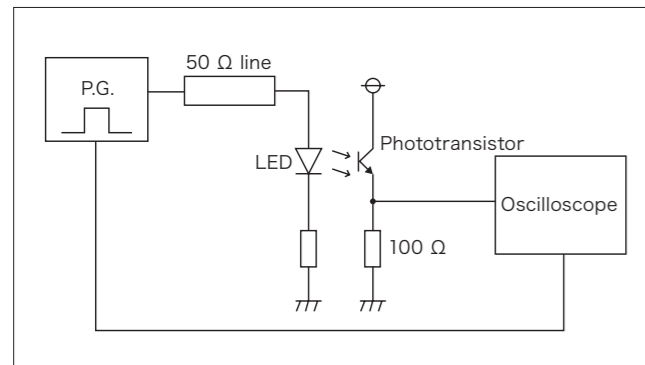 50 Ω line
P.G.
LED
Phototransistor
Oscilloscope
100 Ω